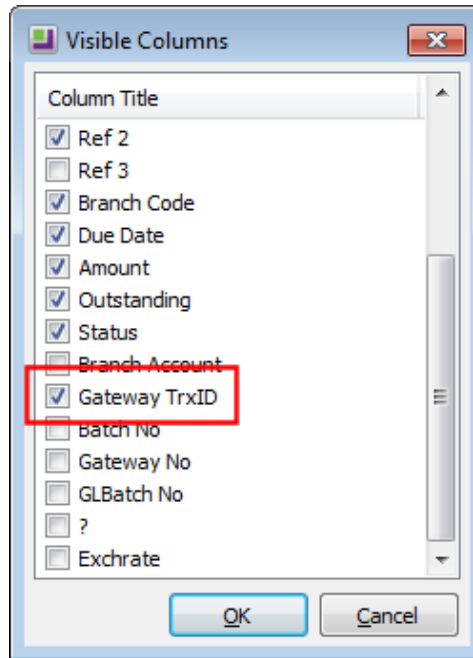 Visible Columns
Column Title
Ref 2
Ref 3
Branch Code
Due Date
Amount
Outstanding
Status
Branch Account
Gateway TrxID
Batch No
Gateway No
GLBatch No
?
Exchrate
OK
Cancel